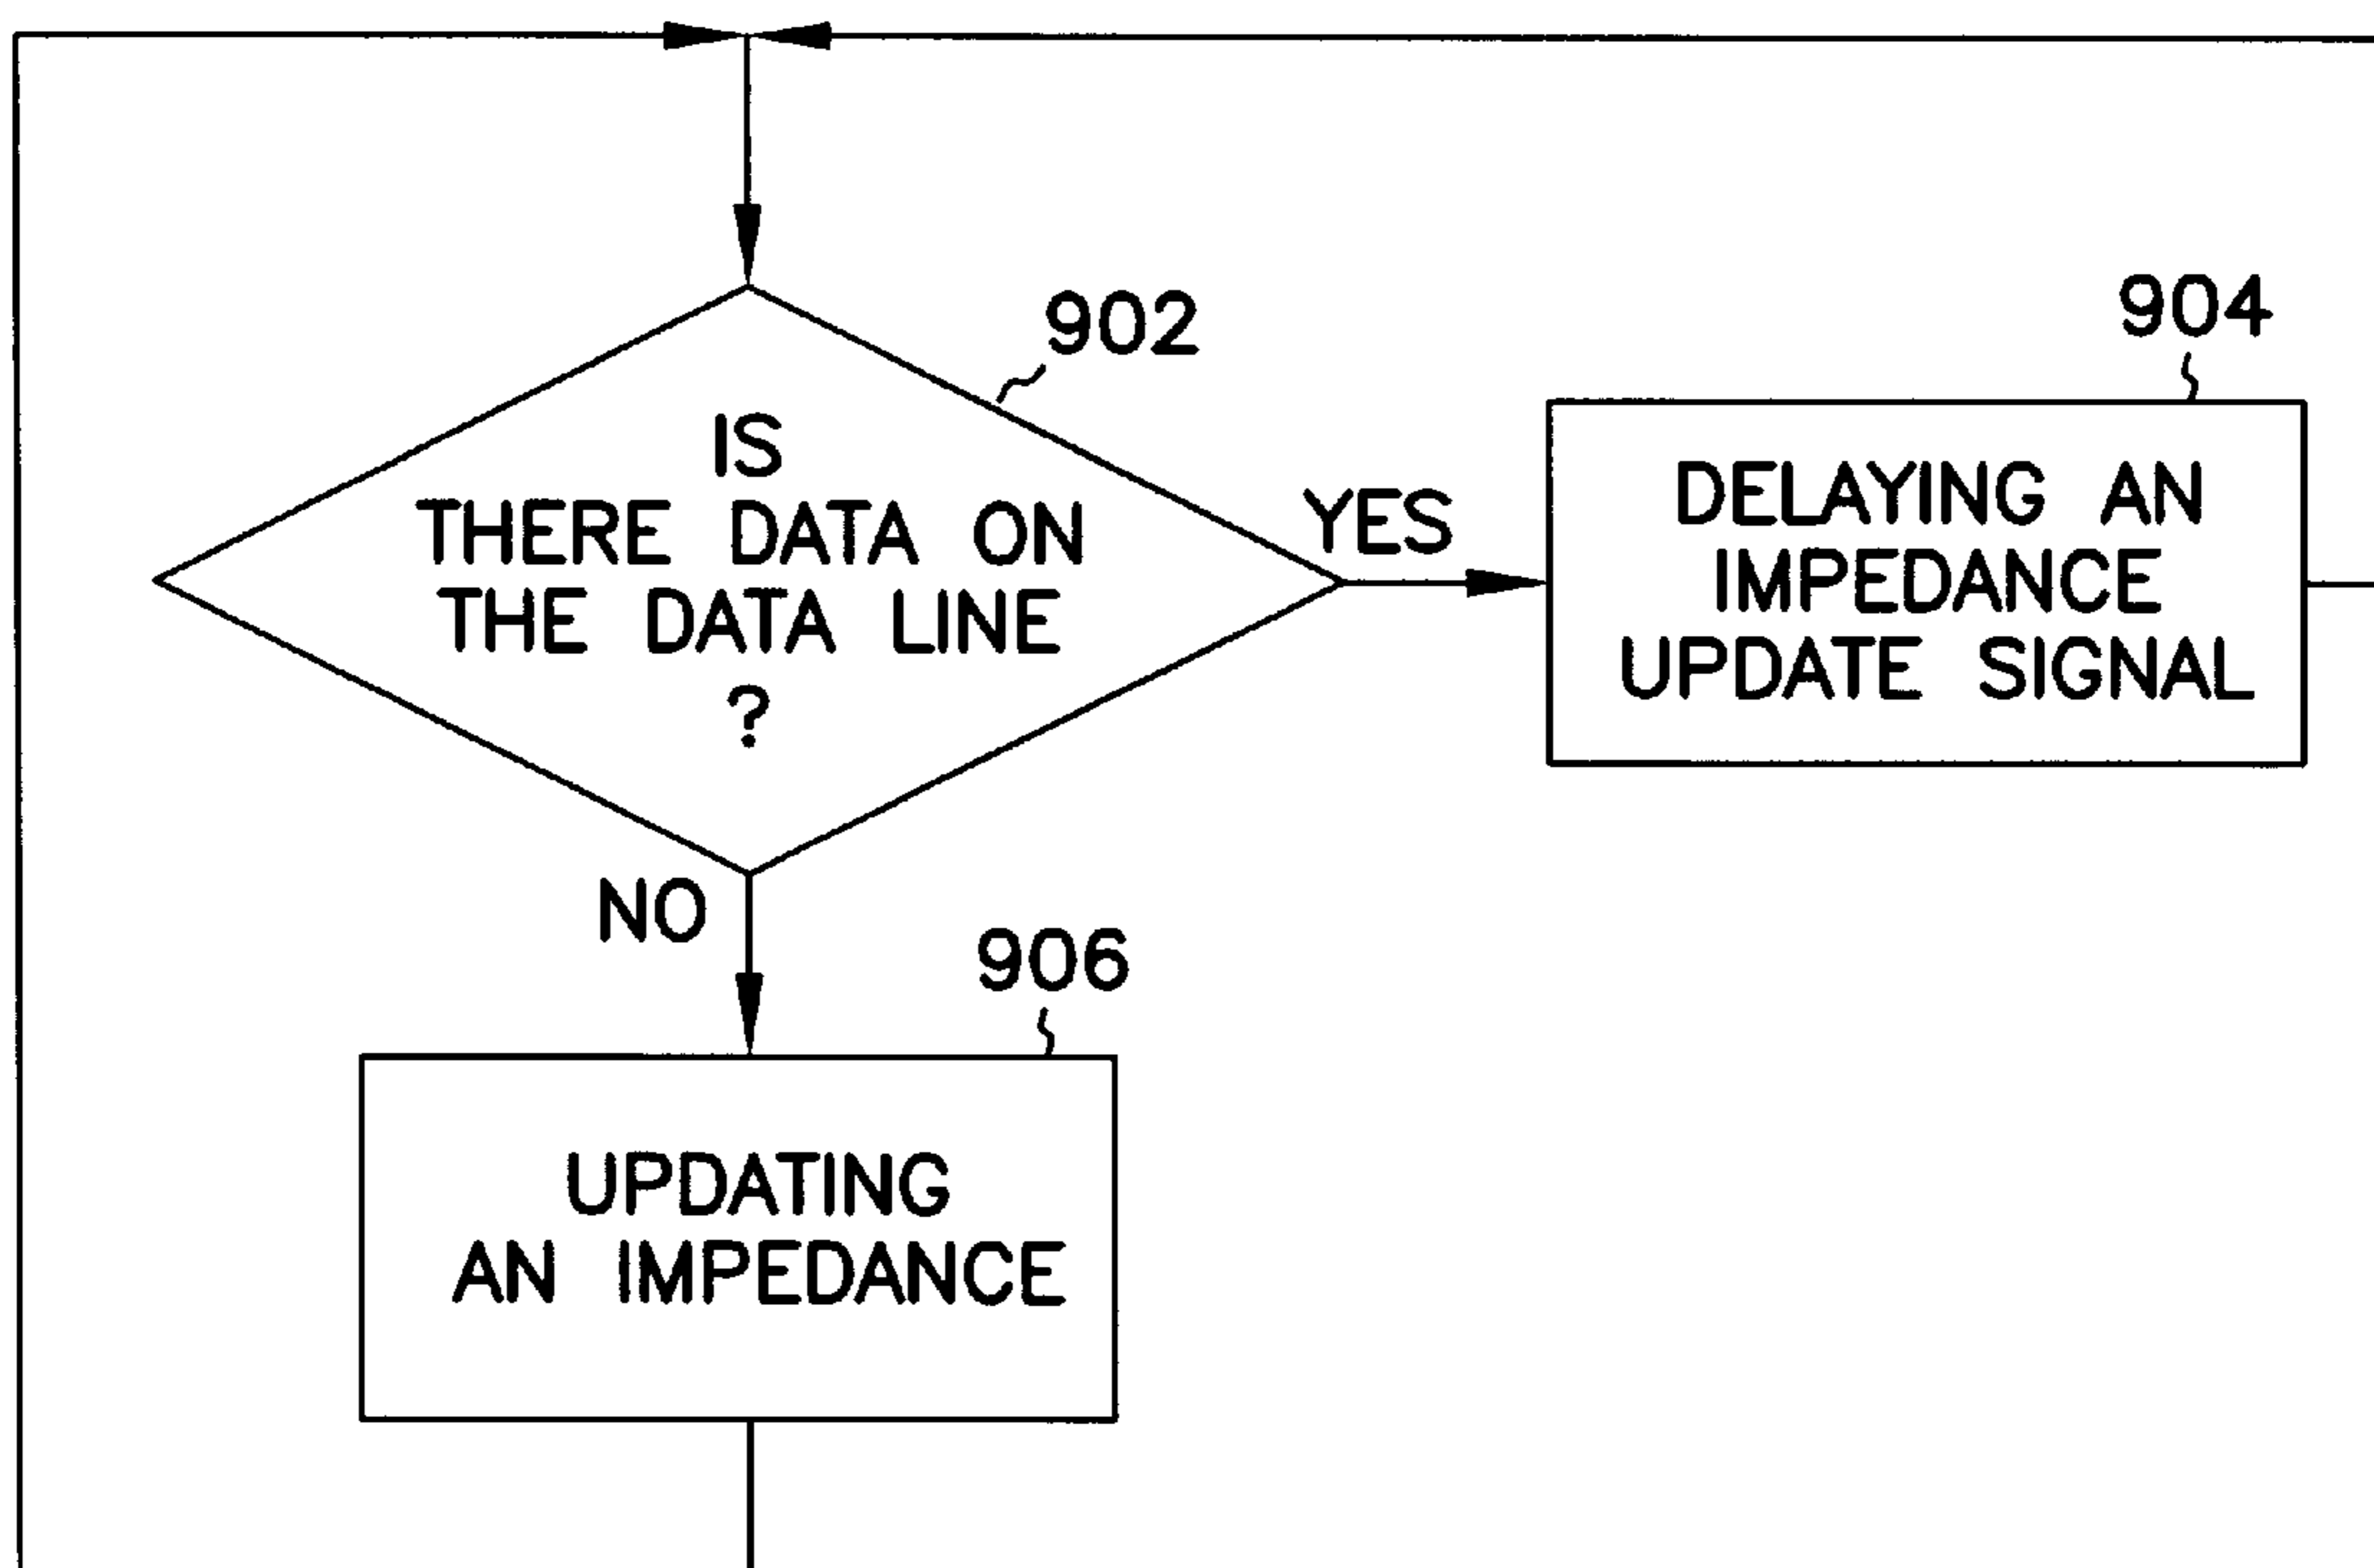 902
IS
THERE DATA ON
THE DATA LINE
?
YES
904
DELAYING AN
IMPEDANCE
UPDATE SIGNAL
NO
906
UPDATING
AN IMPEDANCE